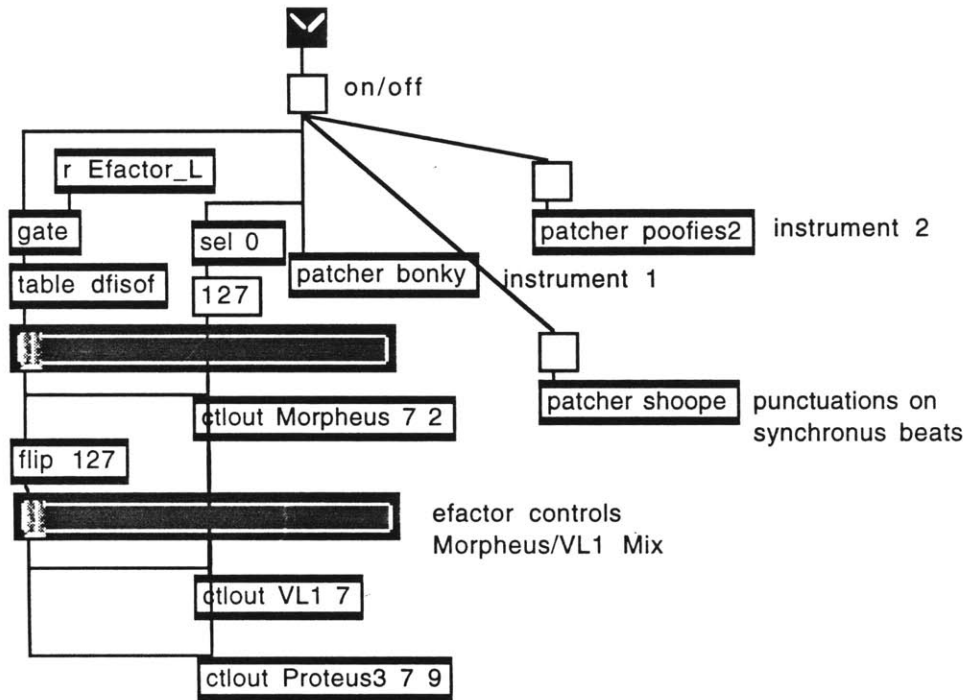 on/off
r Efactor_L
gate
sel 0
patcher poofies2
instrument 2
table dfisof
127
patcher bonky
instrument 1
ctlout Morpheus 7 2
patcher shoope
punctuations on
synchronus beats
flip 127
efactor controls
Morpheus/VL1 Mix
ctlout VL1 7
ctlout Proteus3 7 9